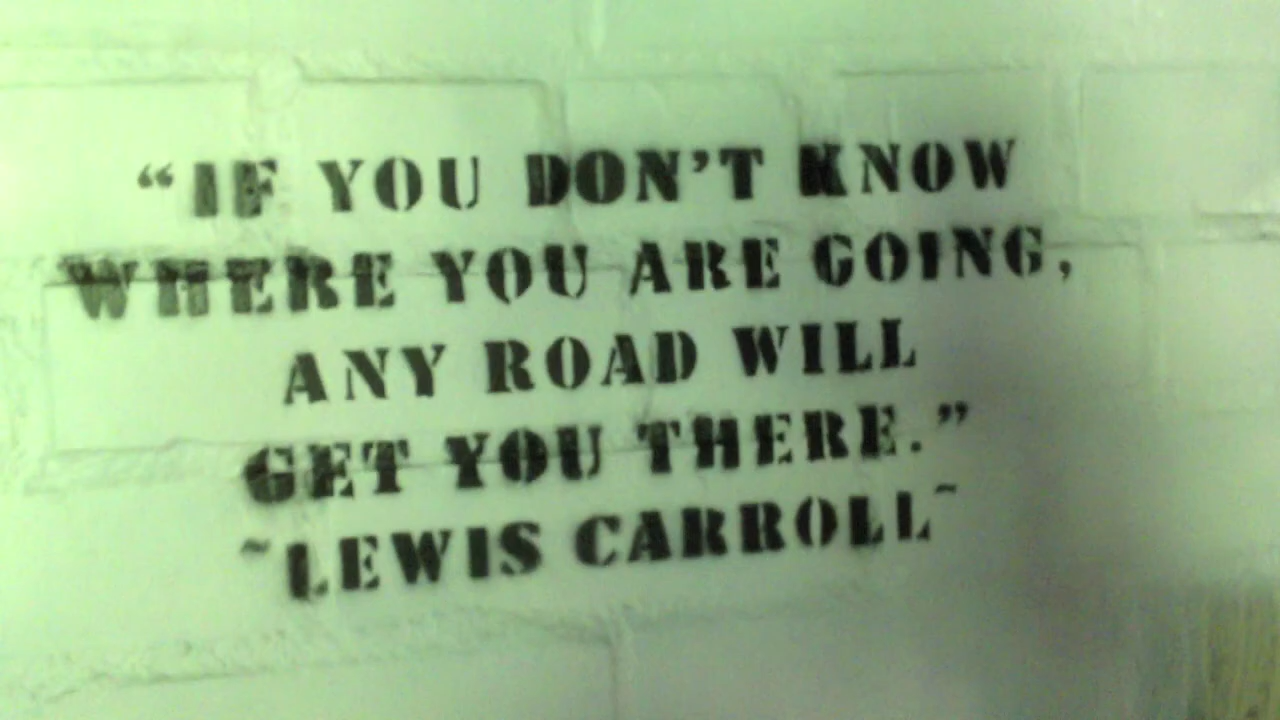 “IF YOU DON’T KNOW
WHERE YOU ARE GOING,
ANY ROAD WILL
GET YOU THERE.”
~LEWIS CARROLL~